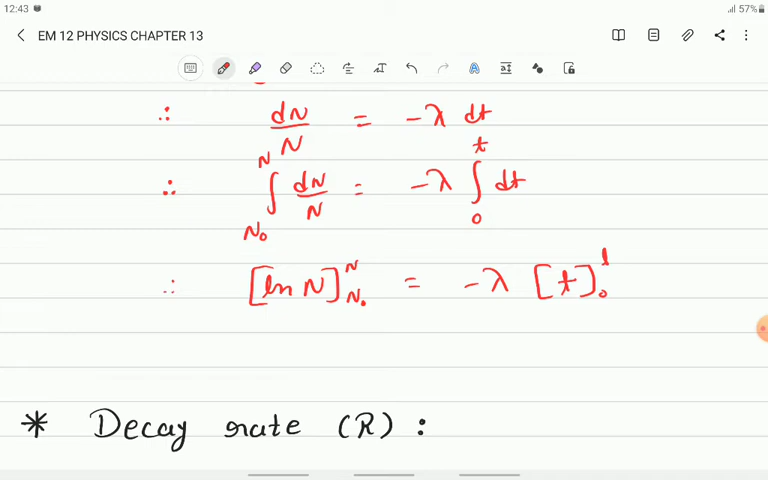 12:43 57%
EM 12 PHYSICS CHAPTER 13
∴ dN/N = -λ dt
∴ ∫_{N₀}^{N} dN/N = -λ ∫_{0}^{t} dt
∴ [ln N]_{N₀}^{N} = -λ [t]_{0}^{t}
* Decay rate (R) :